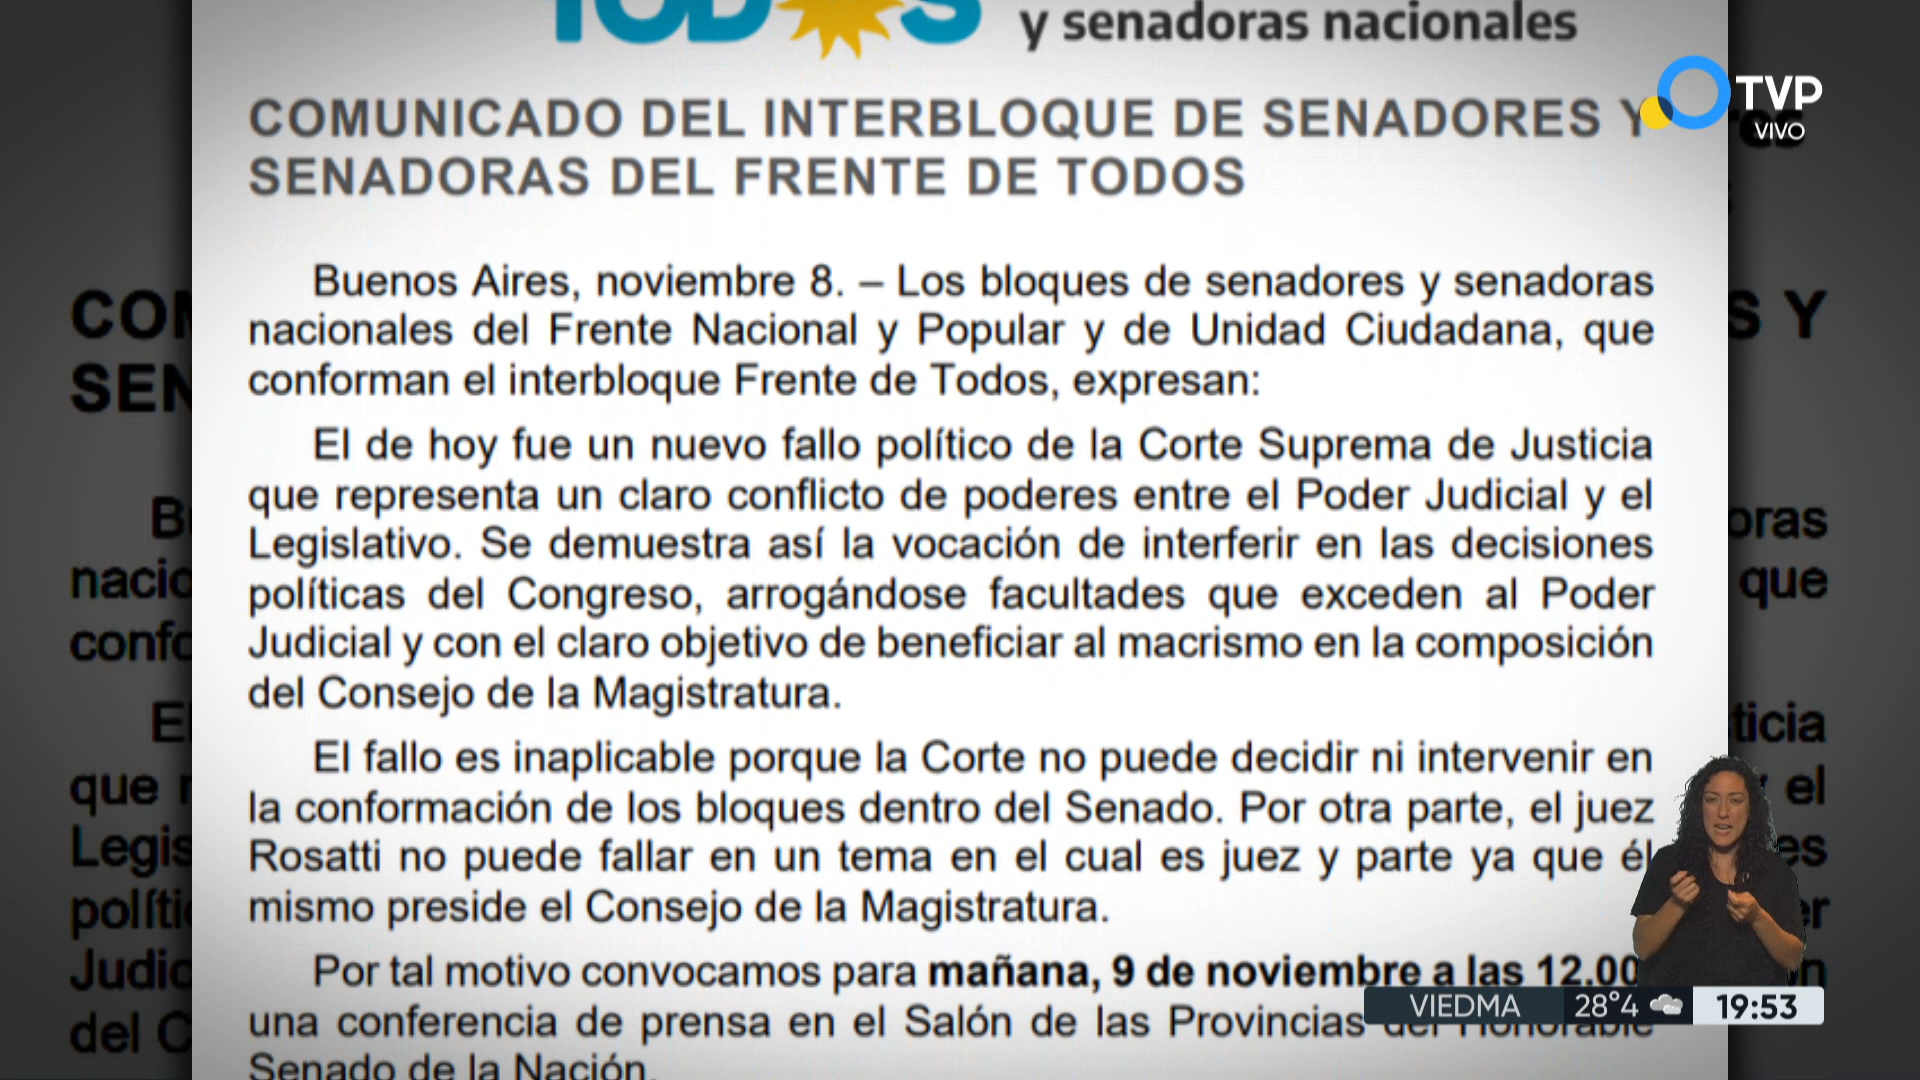 TODOS y senadoras nacionales
TVP
VIVO
COMUNICADO DEL INTERBLOQUE DE SENADORES Y
SENADORAS DEL FRENTE DE TODOS
Buenos Aires, noviembre 8. – Los bloques de senadores y senadoras
nacionales del Frente Nacional y Popular y de Unidad Ciudadana, que
conforman el interbloque Frente de Todos, expresan:
El de hoy fue un nuevo fallo político de la Corte Suprema de Justicia
que representa un claro conflicto de poderes entre el Poder Judicial y el
Legislativo. Se demuestra así la vocación de interferir en las decisiones
políticas del Congreso, arrogándose facultades que exceden al Poder
Judicial y con el claro objetivo de beneficiar al macrismo en la composición
del Consejo de la Magistratura.
El fallo es inaplicable porque la Corte no puede decidir ni intervenir en
la conformación de los bloques dentro del Senado. Por otra parte, el juez
Rosatti no puede fallar en un tema en el cual es juez y parte ya que él
mismo preside el Consejo de la Magistratura.
Por tal motivo convocamos para mañana, 9 de noviembre a las 12.00
una conferencia de prensa en el Salón de las Provincias del Honorable
Senado de la Nación.
VIEDMA 28°4 19:53